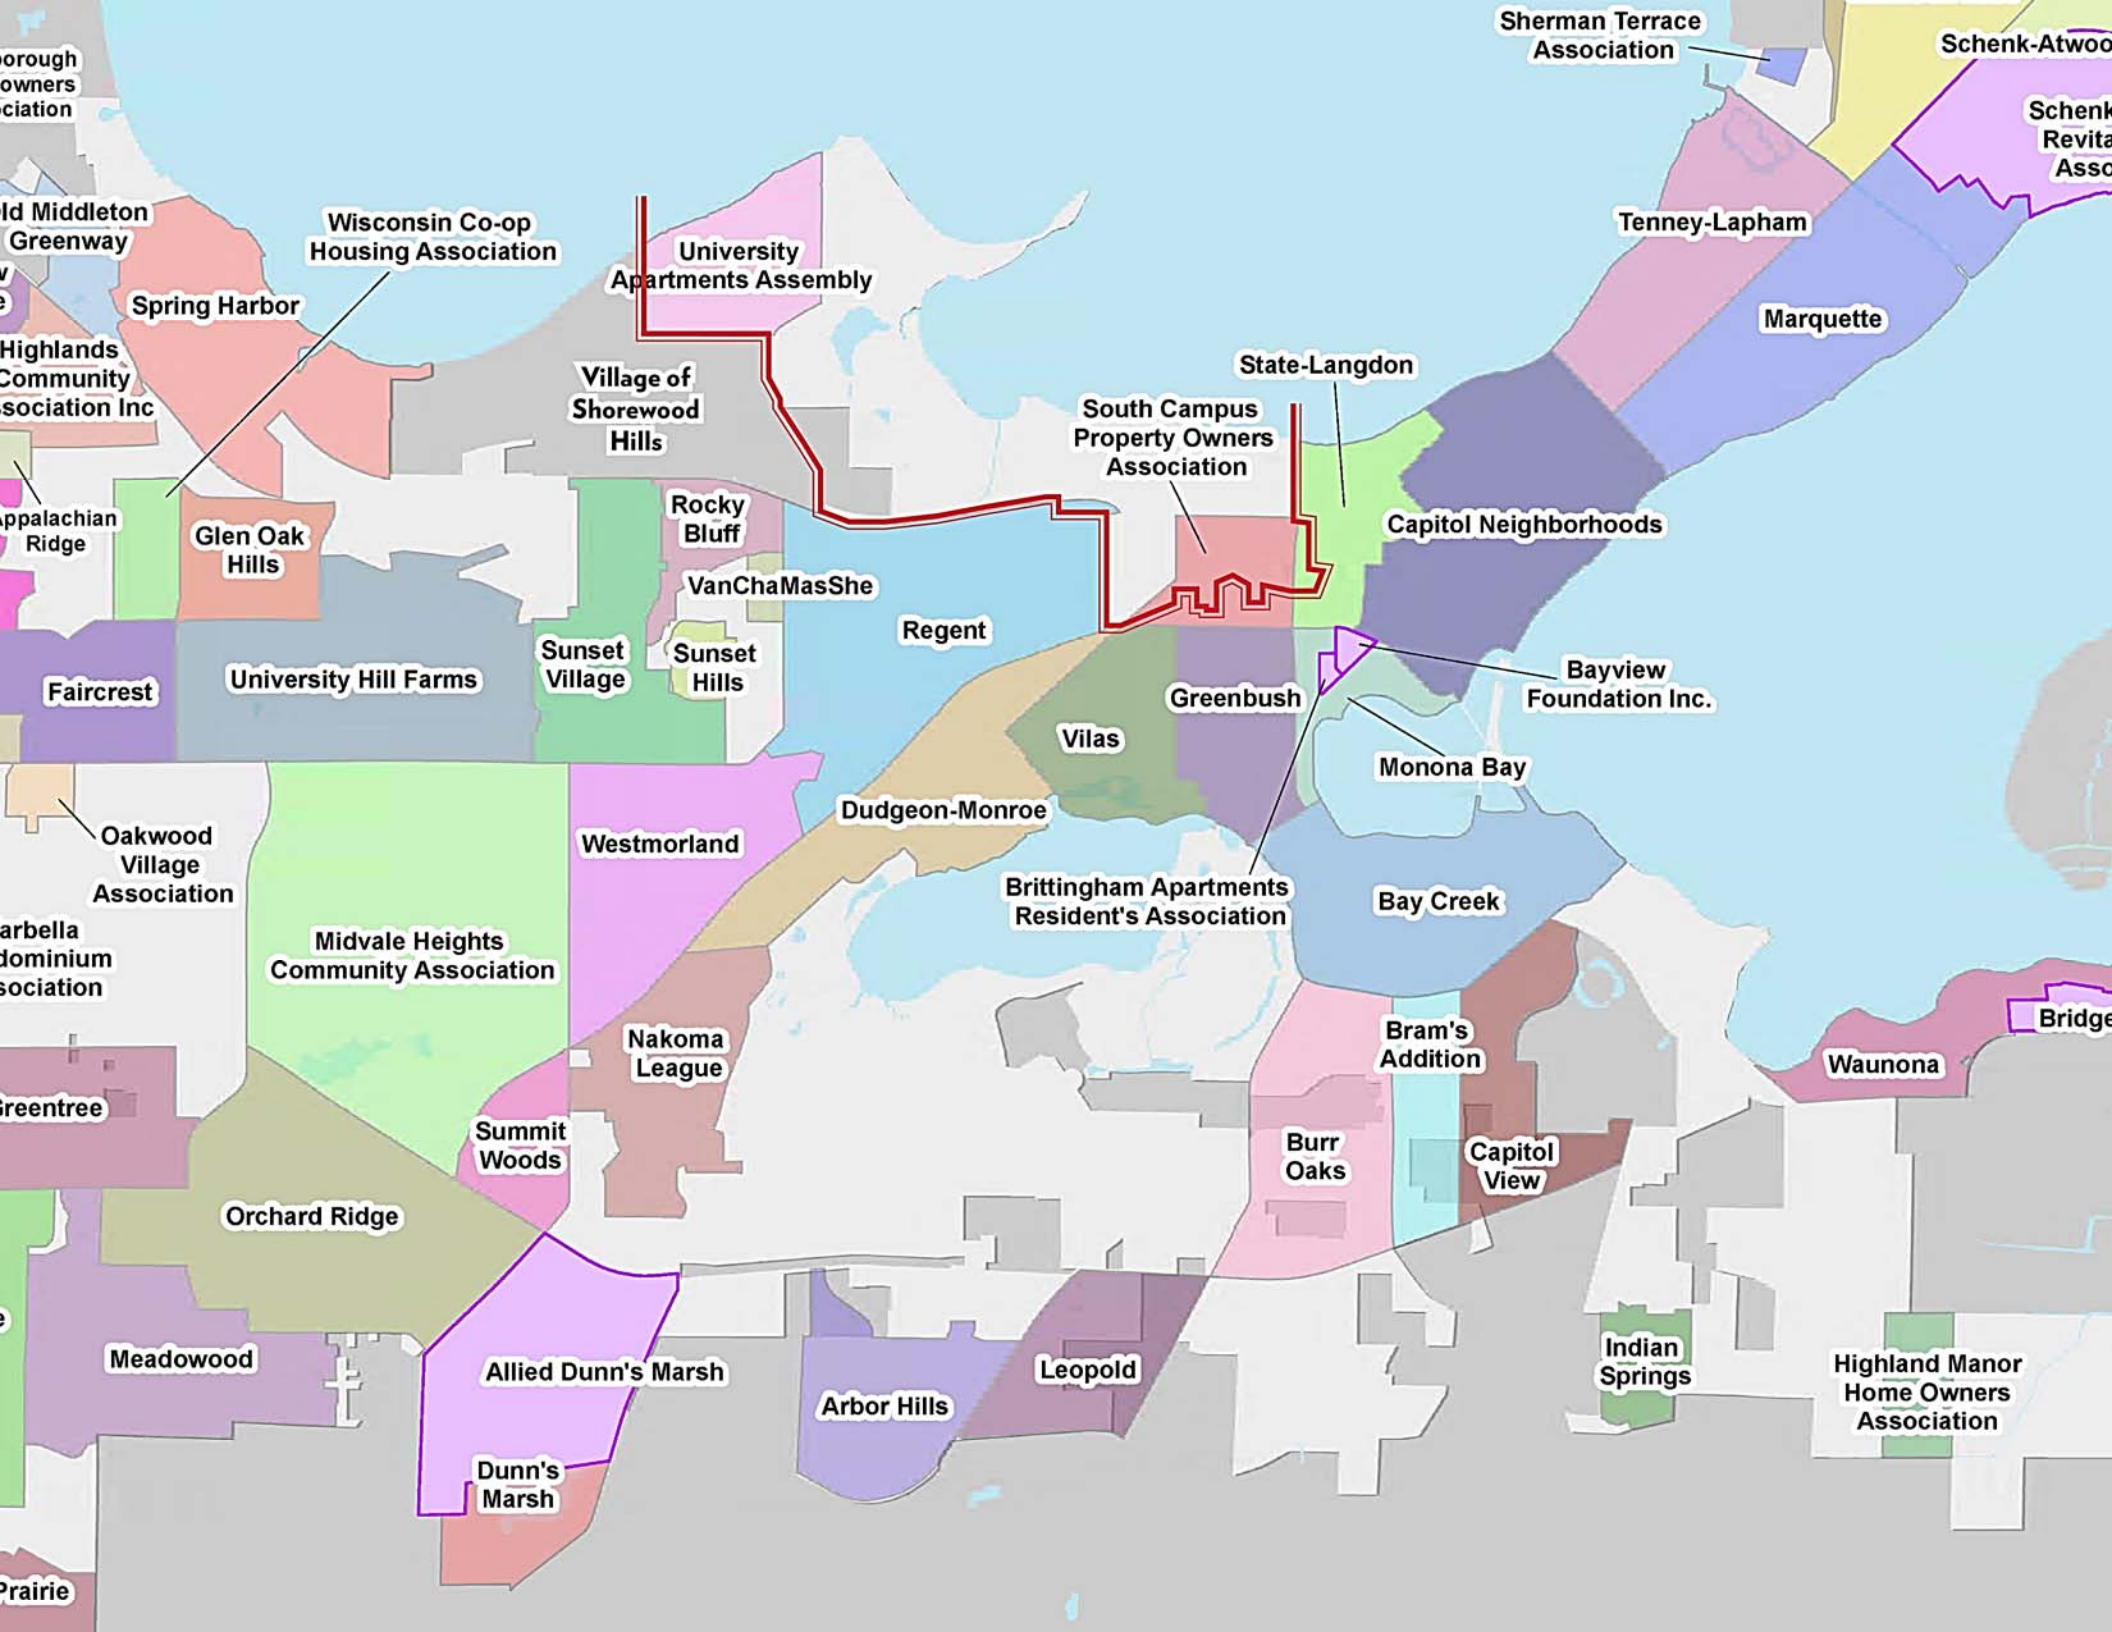 Sherman Terrace
Association
Schenk-Atwoo
Schenk
Revita
Asso
orough
owners
ciation
ld Middleton
Greenway
Wisconsin Co-op
Housing Association
Spring Harbor
University
Apartments Assembly
Tenney-Lapham
Marquette
Highlands
Community
ssociation Inc
Village of
Shorewood
Hills
State-Langdon
South Campus
Property Owners
Association
Capitol Neighborhoods
Appalachian
Ridge
Glen Oak
Hills
Rocky
Bluff
VanChaMasShe
Regent
Faircrest
University Hill Farms
Sunset
Village
Sunset
Hills
Greenbush
Bayview
Foundation Inc.
Vilas
Monona Bay
Dudgeon-Monroe
Oakwood
Village
Association
Westmorland
Brittingham Apartments
Resident's Association
Bay Creek
arbella
dominium
sociation
Midvale Heights
Community Association
Nakoma
League
Bram's
Addition
Bridge
Waunona
Greentree
Summit
Woods
Burr
Oaks
Capitol
View
Orchard Ridge
Meadowood
Allied Dunn's Marsh
Arbor Hills
Leopold
Indian
Springs
Highland Manor
Home Owners
Association
Dunn's
Marsh
Prairie